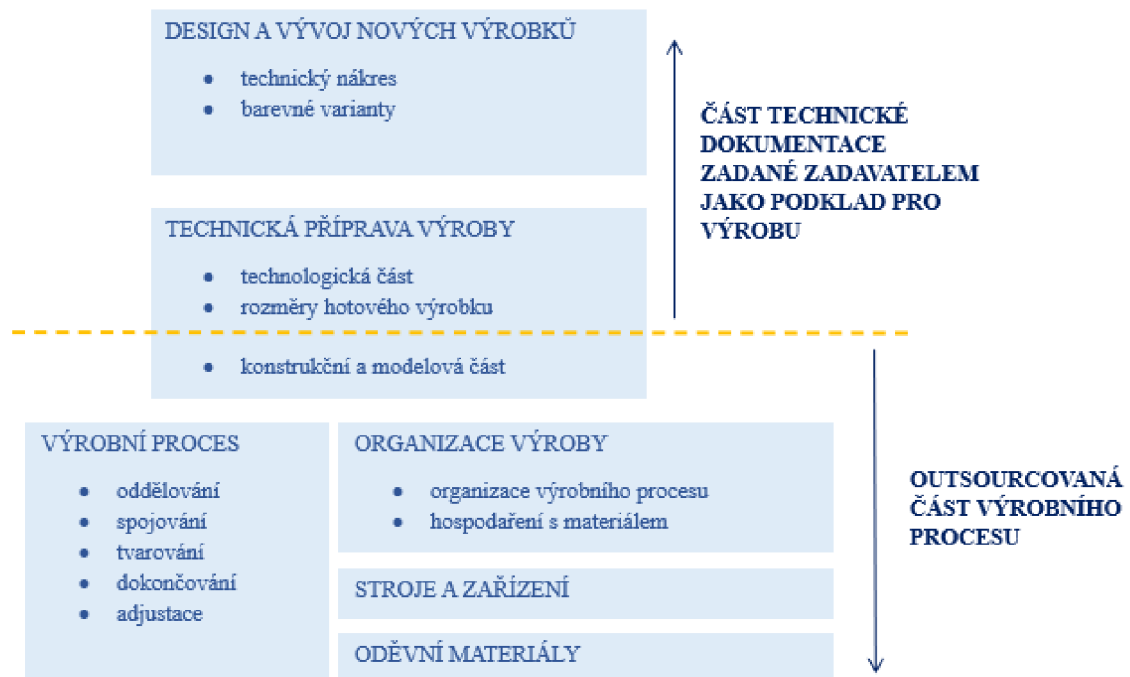 DESIGN A VÝVOJ NOVÝCH VÝROBKŮ
• technický nákres
• barevné varianty
ČÁST TECHNICKÉ
DOKUMENTACE
ZADANÉ ZADAVATELEM
JAKO PODKLAD PRO
VÝROBU
TECHNICKÁ PŘÍPRAVA VÝROBY
• technologická část
• rozměry hotového výrobku
• konstrukční a modelová část
VÝROBNÍ PROCES
• oddělování
• spojování
• tvarování
• dokončování
• adjustace
ORGANIZACE VÝROBY
• organizace výrobního procesu
• hospodaření s materiálem
STROJE A ZAŘÍZENÍ
ODĚVNÍ MATERIÁLY
OUTSOURCOVANÁ
ČÁST VÝROBNÍHO
PROCESU